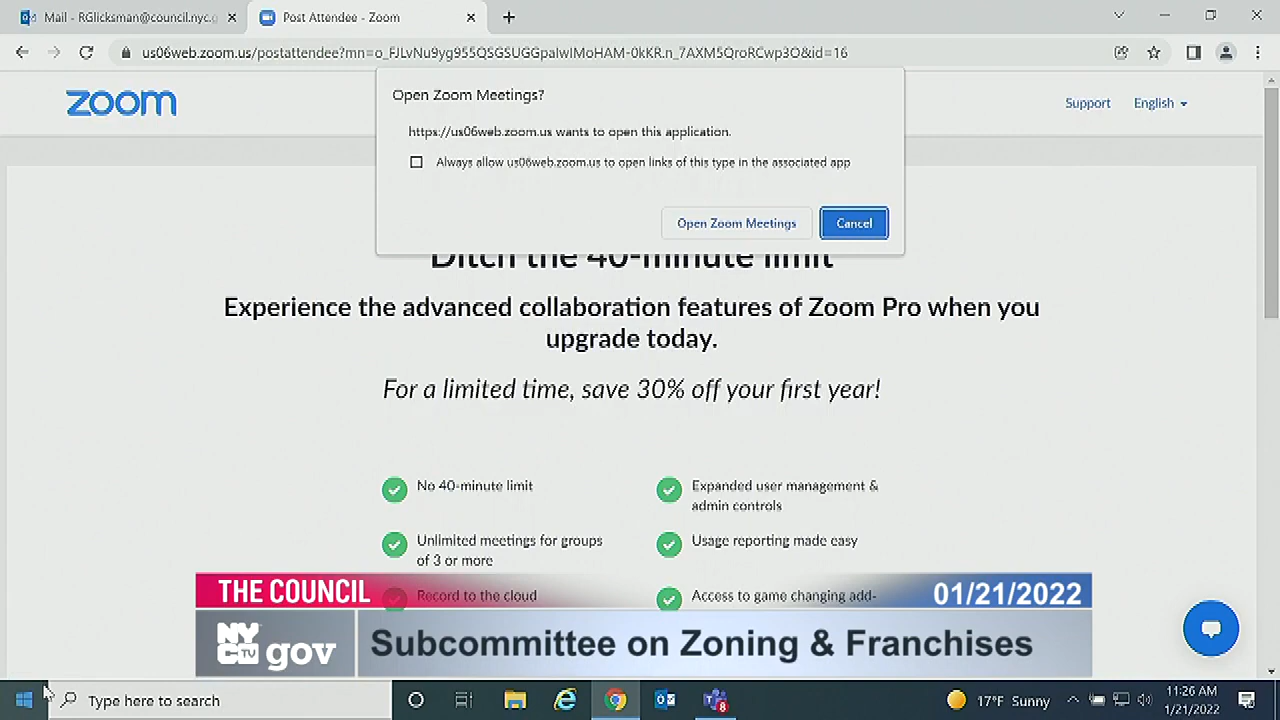 Mail - RGlicksman@council.nyc.g
Post Attendee - Zoom
us06web.zoom.us/postattendee?mn=o_FJLvNu9yg955QSGSUGGpaIwIMoHAM-0kKR.n_7AXM5QroRCwp3O&id=16
zoom
Support
English
Open Zoom Meetings?
https://us06web.zoom.us wants to open this application.
Always allow us06web.zoom.us to open links of this type in the associated app
Open Zoom Meetings
Cancel
Ditch the 40-minute limit
Experience the advanced collaboration features of Zoom Pro when you
upgrade today.
For a limited time, save 30% off your first year!
No 40-minute limit
Expanded user management &
admin controls
Unlimited meetings for groups
of 3 or more
Usage reporting made easy
Record to the cloud
Access to game changing add-
THE COUNCIL
01/21/2022
NYC TV gov
Subcommittee on Zoning & Franchises
Type here to search
8
17°F Sunny
11:26 AM
1/21/2022